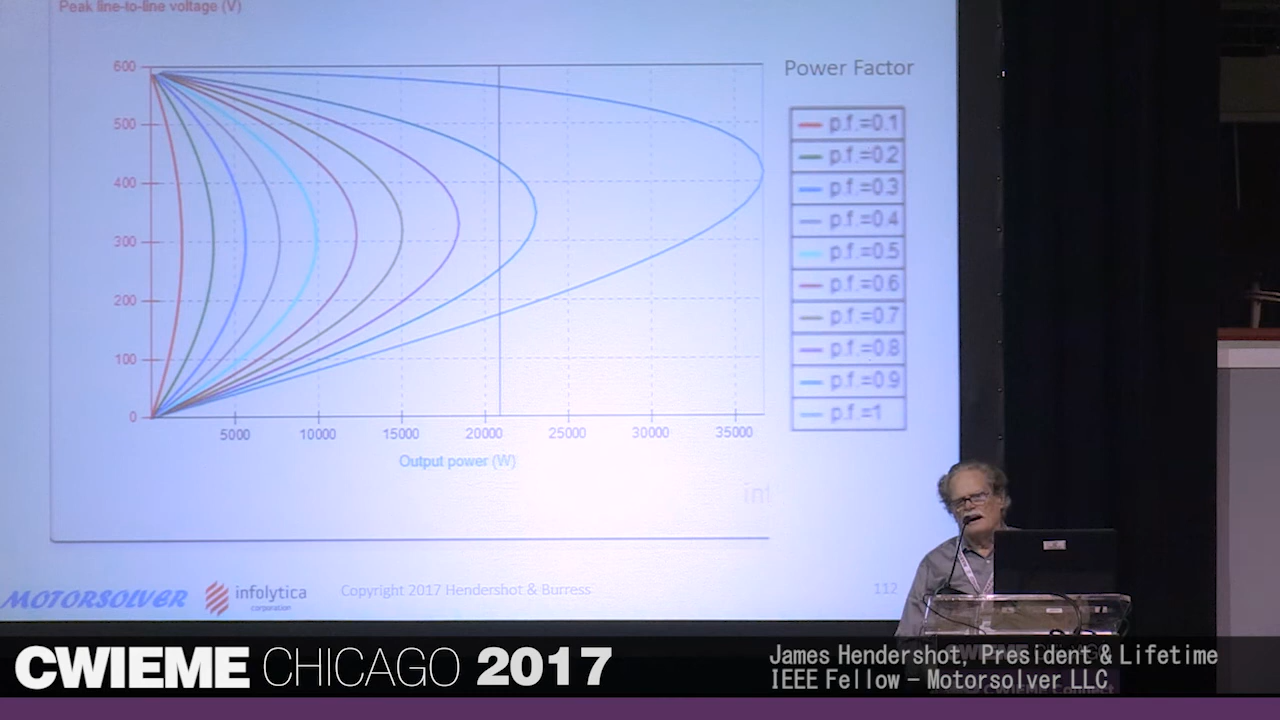 Peak line-to-line voltage (V)
600
500
400
300
200
100
0
5000 10000 15000 20000 25000 30000 35000
Output power (W)
Power Factor
p.f.=0.1
p.f.=0.2
p.f.=0.3
p.f.=0.4
p.f.=0.5
p.f.=0.6
p.f.=0.7
p.f.=0.8
p.f.=0.9
p.f.=1
MOTORSOLVER
infolytica
corporation
Copyright 2017 Hendershot & Burress
112
CWIEME CHICAGO 2017
James Hendershot, President & Lifetime
IEEE Fellow – Motorsolver LLC